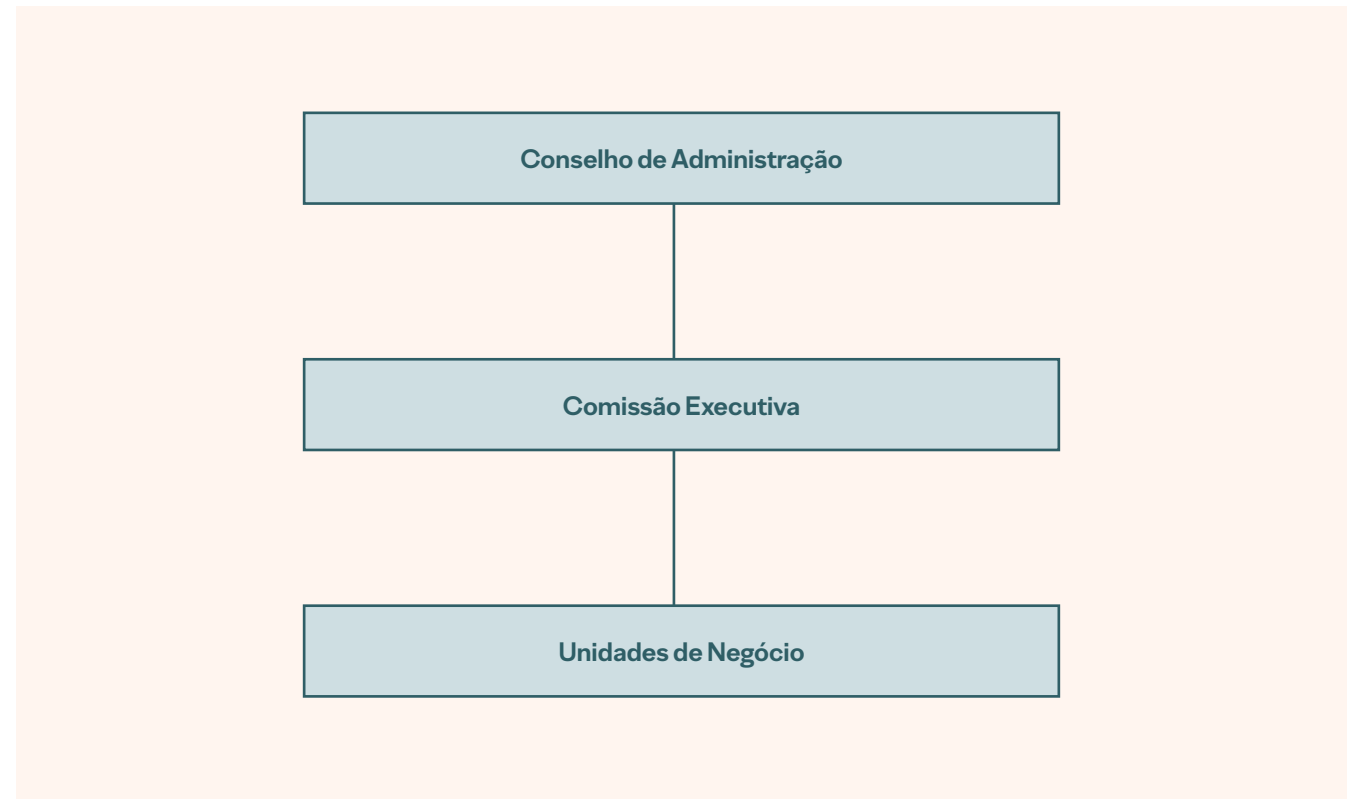 Conselho de Administração
Comissão Executiva
Unidades de Negócio